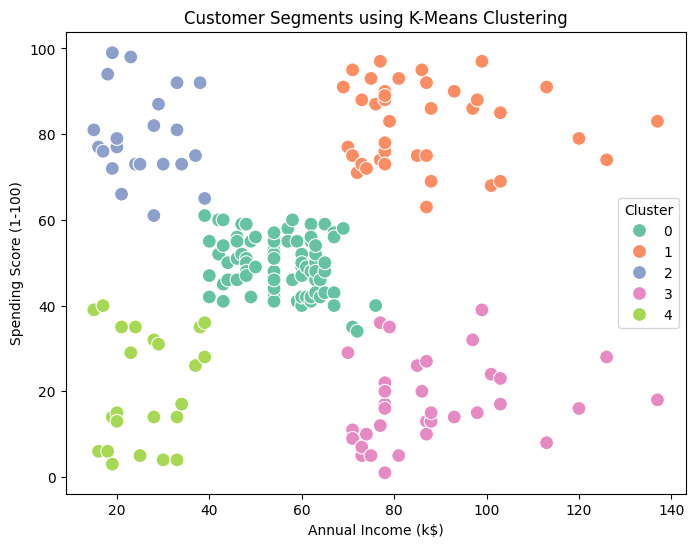 Customer Segments using K-Means Clustering
100
80
60
40
20
0
Spending Score (1-100)
Cluster
0
1
2
3
4
20 40 60 80 100 120 140
Annual Income (k$)